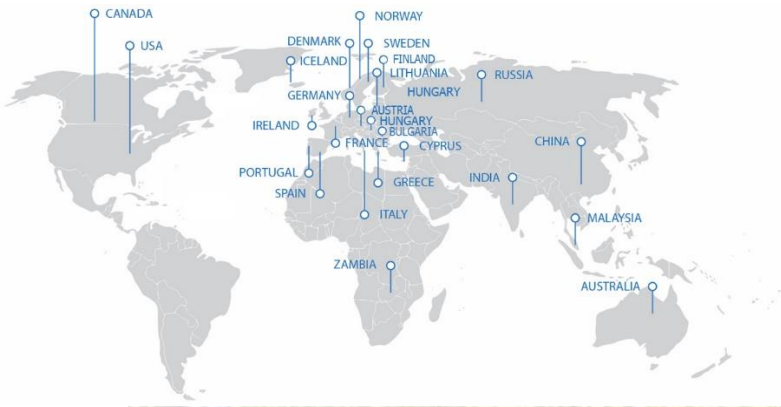 CANADA
NORWAY
USA
DENMARK
SWEDEN
ICELAND
FINLAND
LITHUANIA
RUSSIA
GERMANY
HUNGARY
AUSTRIA
HUNGARY
IRELAND
BULGARIA
FRANCE
CYPRUS
CHINA
PORTUGAL
SPAIN
GREECE
INDIA
ITALY
MALAYSIA
ZAMBIA
AUSTRALIA